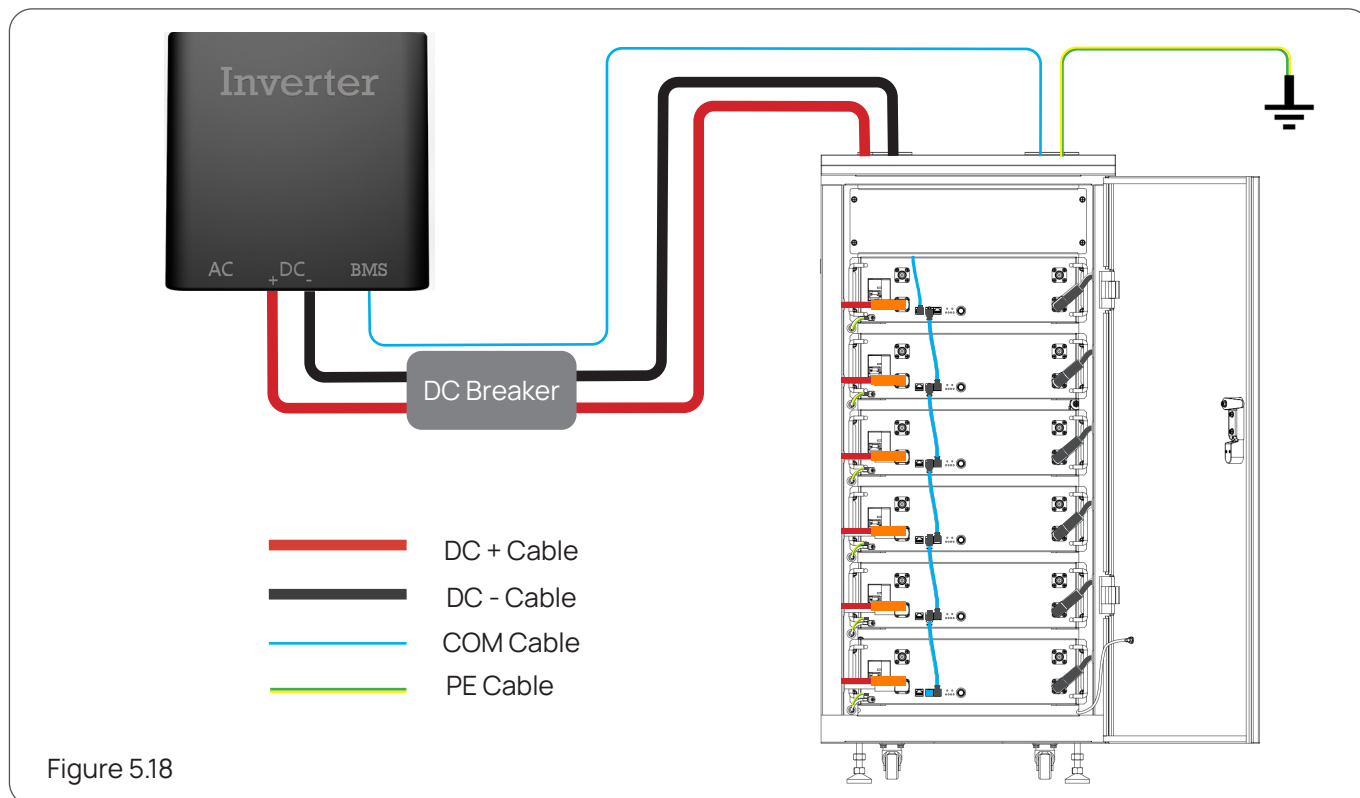 Inverter
AC
DC
BMS
+
-
DC Breaker
DC + Cable
DC - Cable
COM Cable
PE Cable
Figure 5.18